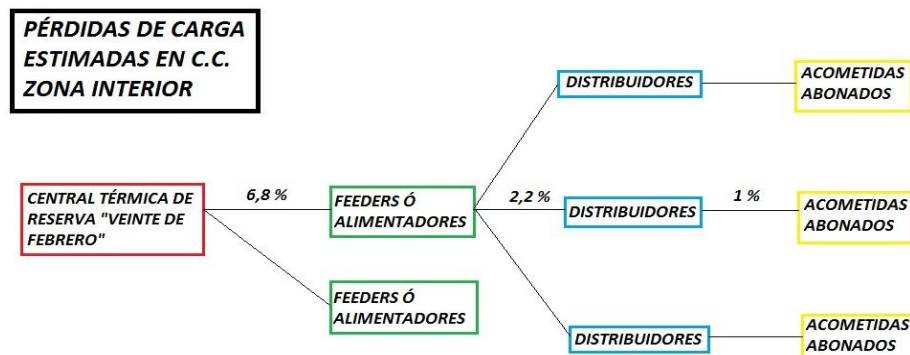 PÉRDIDAS DE CARGA
ESTIMADAS EN C.C.
ZONA INTERIOR
DISTRIBUIDORES
ACOMETIDAS
ABONADOS
CENTRAL TÉRMICA DE
RESERVA "VEINTE DE
FEBRERO"
6,8 %
FEEDERS Ó
ALIMENTADORES
2,2 %
DISTRIBUIDORES
1 %
ACOMETIDAS
ABONADOS
FEEDERS Ó
ALIMENTADORES
DISTRIBUIDORES
ACOMETIDAS
ABONADOS